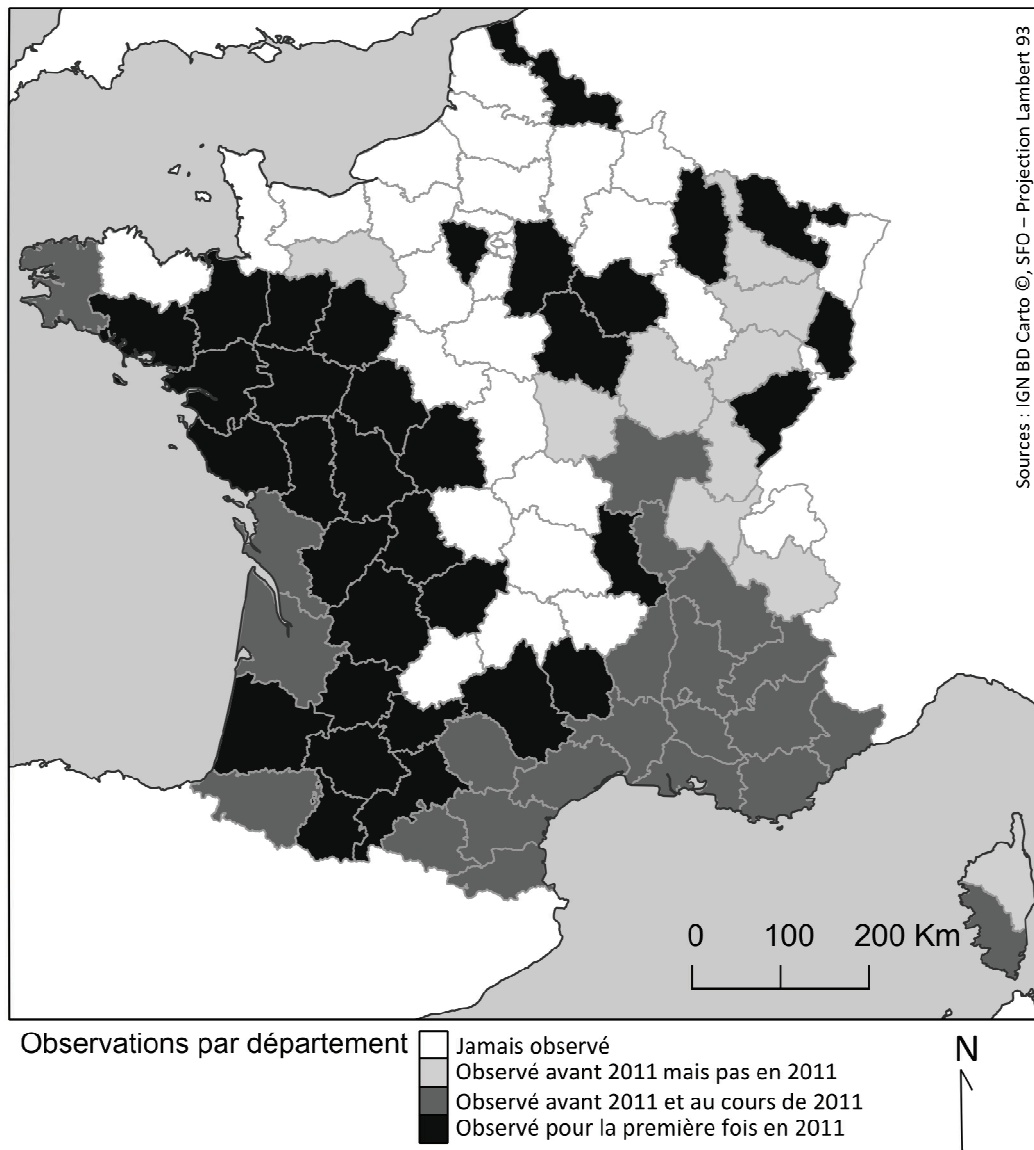 Sources : IGN BD Carto ©, SFO – Projection Lambert 93
0 100 200 Km
Observations par département
Jamais observé
Observé avant 2011 mais pas en 2011
Observé avant 2011 et au cours de 2011
Observé pour la première fois en 2011
N